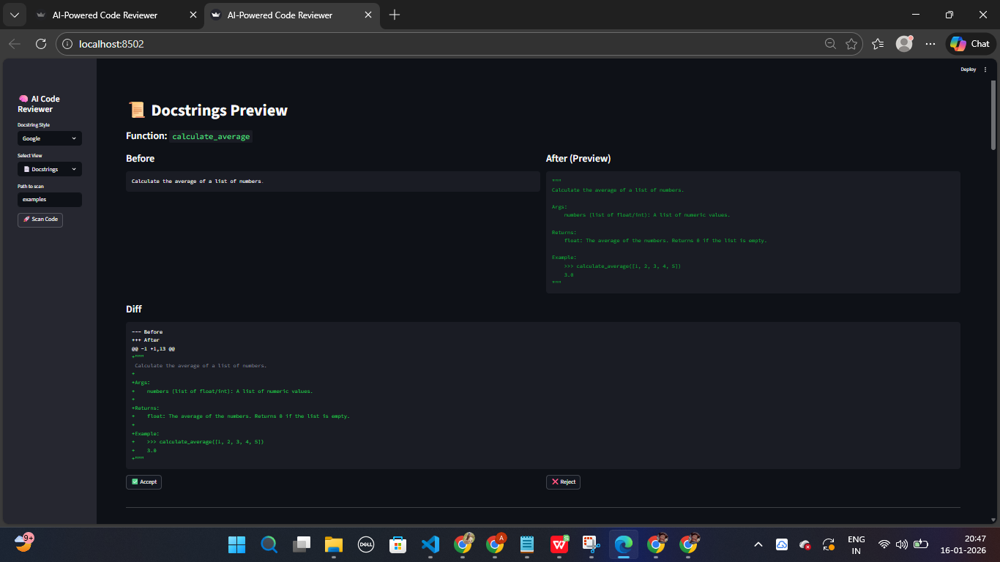 AI-Powered Code Reviewer
AI-Powered Code Reviewer
localhost:8502
Chat
Deploy
🧠 AI Code
Reviewer
Docstring Style
Google
Select View
📄 Docstrings
Path to scan
examples
🚀 Scan Code
📜 Docstrings Preview
Function: calculate_average
Before
Calculate the average of a list of numbers.
After (Preview)
"""
Calculate the average of a list of numbers.
Args:
    numbers (list of float/int): A list of numeric values.
Returns:
    float: The average of the numbers. Returns 0 if the list is empty.
Example:
    >>> calculate_average([1, 2, 3, 4, 5])
    3.0
"""
Diff
--- Before
+++ After
@@ -1 +1,13 @@
+"""
 Calculate the average of a list of numbers.
+
+Args:
+    numbers (list of float/int): A list of numeric values.
+
+Returns:
+    float: The average of the numbers. Returns 0 if the list is empty.
+
+Example:
+    >>> calculate_average([1, 2, 3, 4, 5])
+    3.0
+"""
✅ Accept
❌ Reject
9+
DELL
A
W
ENG
IN
20:47
16-01-2026